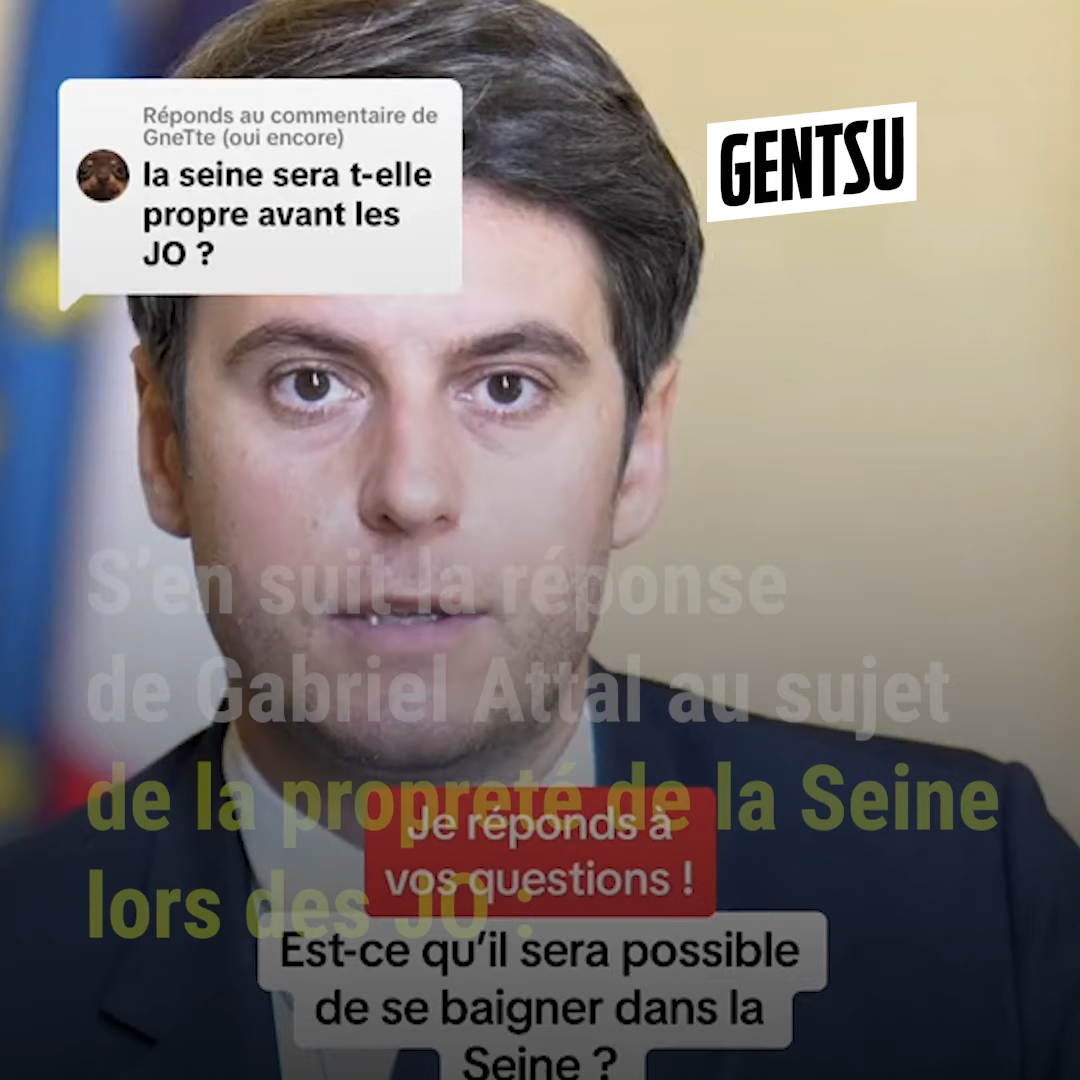 Réponds au commentaire de
GneTte (oui encore)
la seine sera t-elle
propre avant les
JO ?
GENTSU
S'en suit la réponse
de Gabriel Attal au sujet
de la propreté de la Seine
lors des JO :
Je réponds à
vos questions !
Est-ce qu'il sera possible
de se baigner dans la
Seine ?